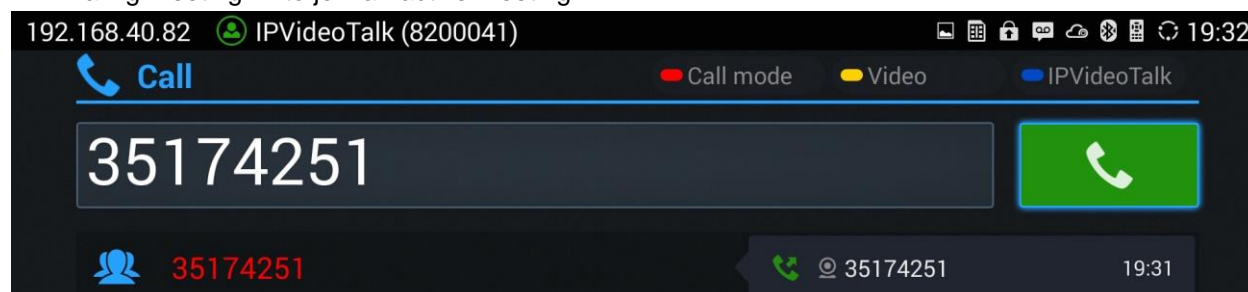 192.168.40.82 IPVideoTalk (8200041) 19:32
Call Call mode Video IPVideoTalk
35174251
35174251 35174251 19:31